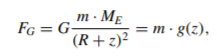 F_G = G \frac{m \cdot M_E}{(R + z)^2} = m \cdot g(z),